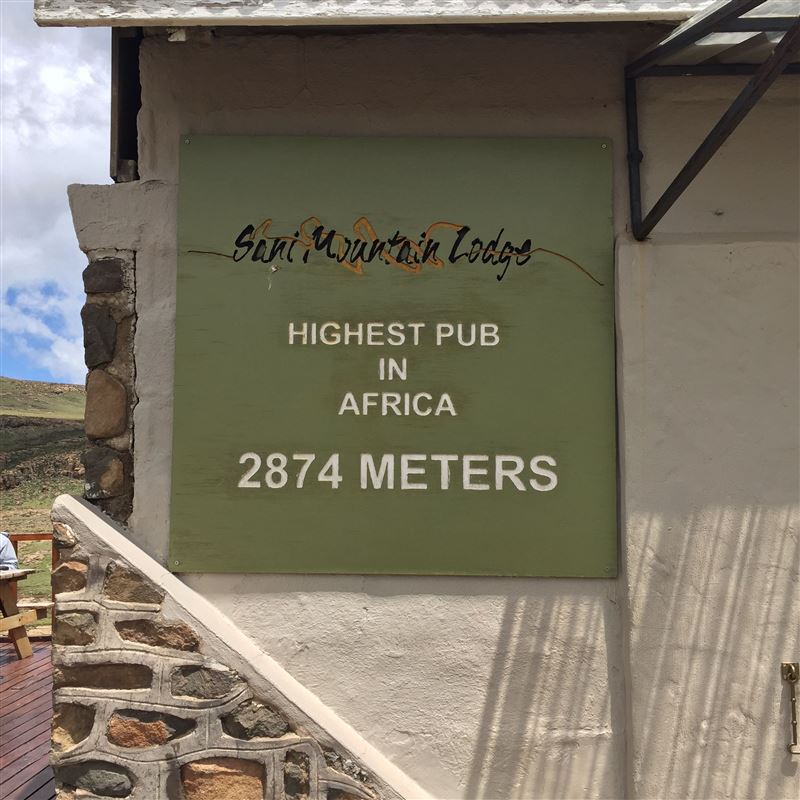 Sani Mountain Lodge
HIGHEST PUB
IN
AFRICA
2874 METERS